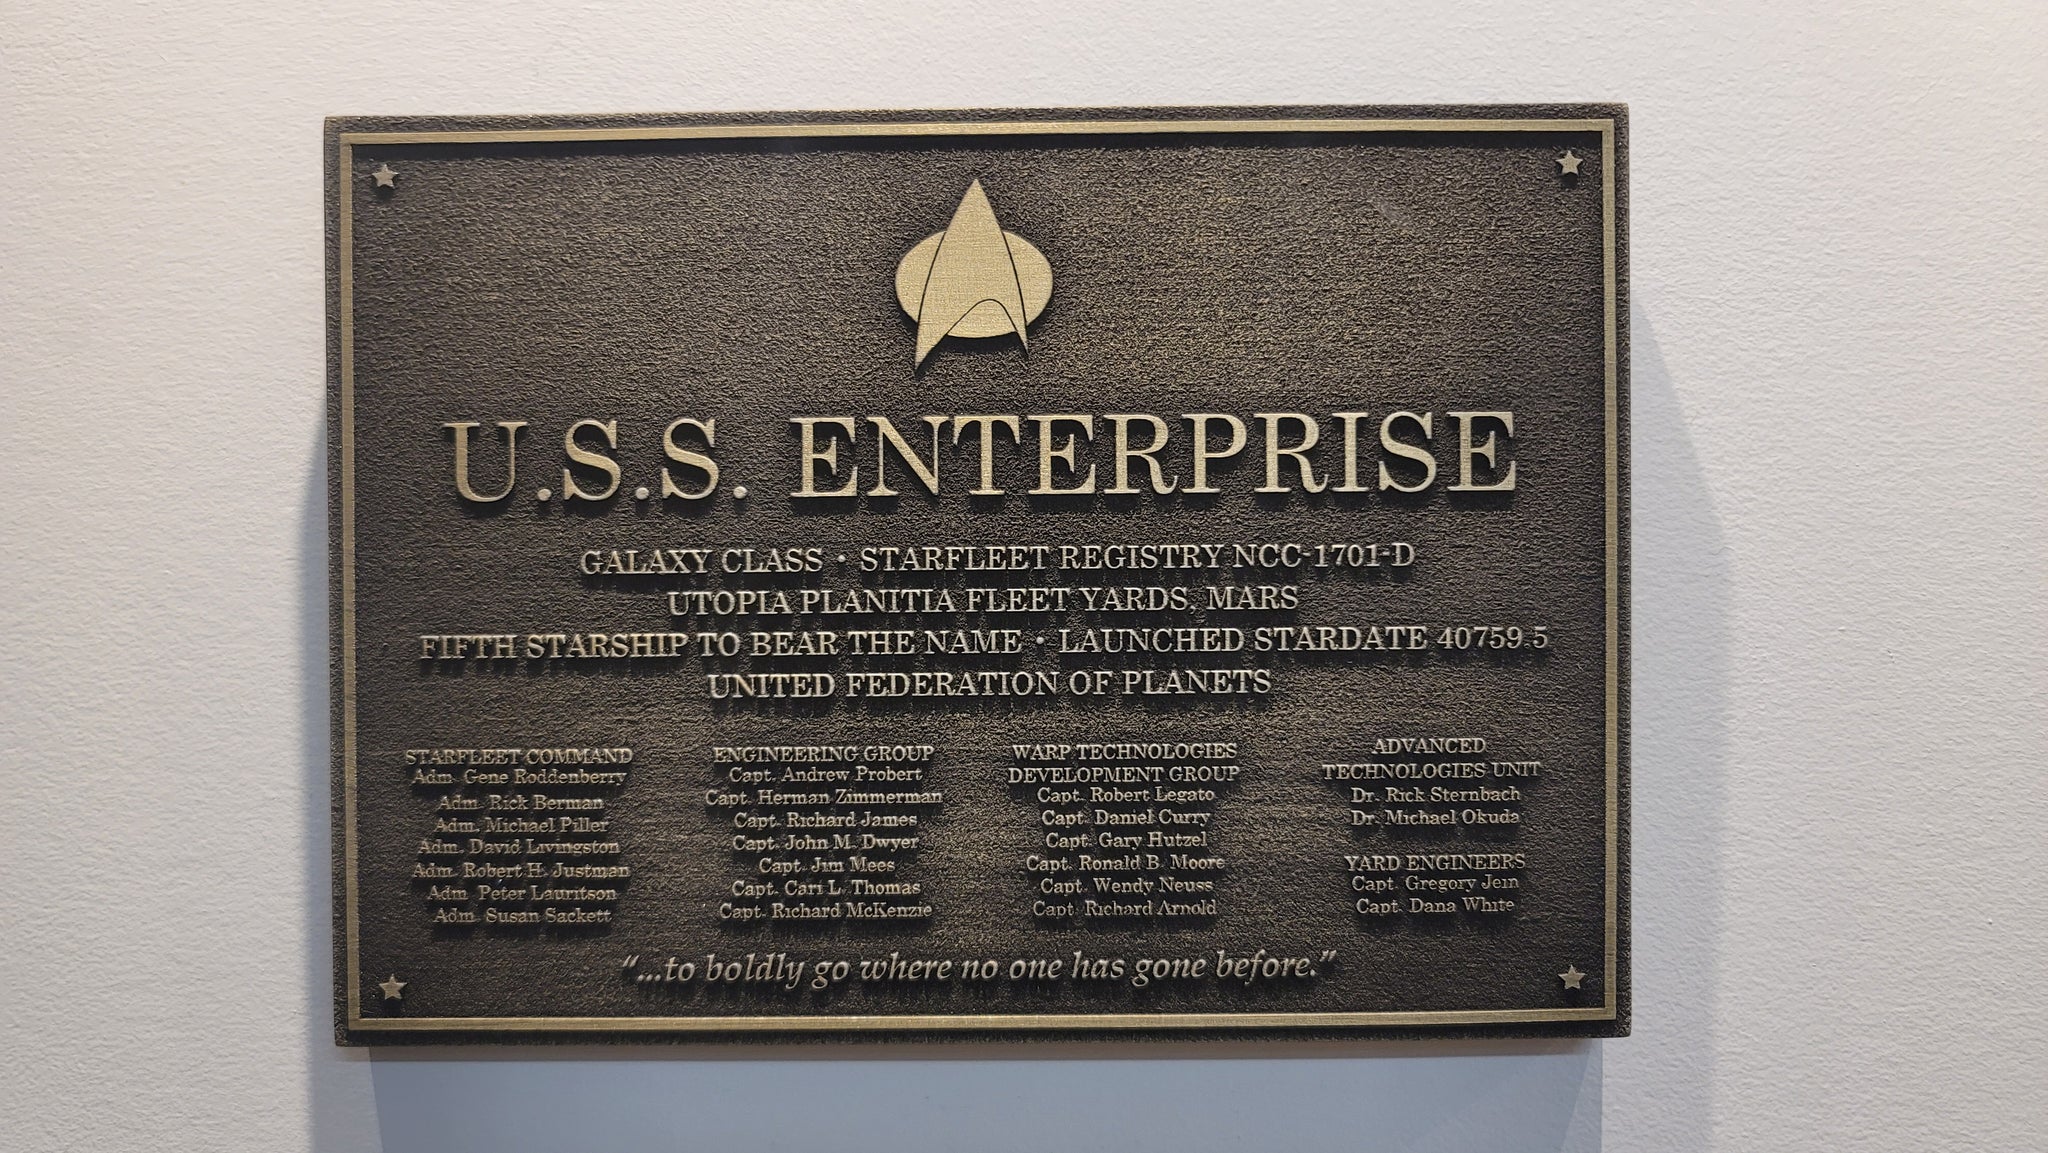 U.S.S. ENTERPRISE
GALAXY CLASS • STARFLEET REGISTRY NCC-1701-D
UTOPIA PLANITIA FLEET YARDS, MARS
FIFTH STARSHIP TO BEAR THE NAME • LAUNCHED STARDATE 40759.5
UNITED FEDERATION OF PLANETS
STARFLEET COMMAND
Adm. Gene Roddenberry
Adm. Rick Berman
Adm. Michael Piller
Adm. David Livingston
Adm. Robert H. Justman
Adm. Peter Lauritson
Adm. Susan Sackett
ENGINEERING GROUP
Capt. Andrew Probert
Capt. Herman Zimmerman
Capt. Richard James
Capt. John M. Dwyer
Capt. Jim Mees
Capt. Cari L. Thomas
Capt. Richard McKenzie
WARP TECHNOLOGIES
DEVELOPMENT GROUP
Capt. Robert Legato
Capt. Daniel Curry
Capt. Gary Hutzel
Capt. Ronald B. Moore
Capt. Wendy Neuss
Capt. Richard Arnold
ADVANCED
TECHNOLOGIES UNIT
Dr. Rick Sternbach
Dr. Michael Okuda
YARD ENGINEERS
Capt. Gregory Jein
Capt. Dana White
“...to boldly go where no one has gone before.”